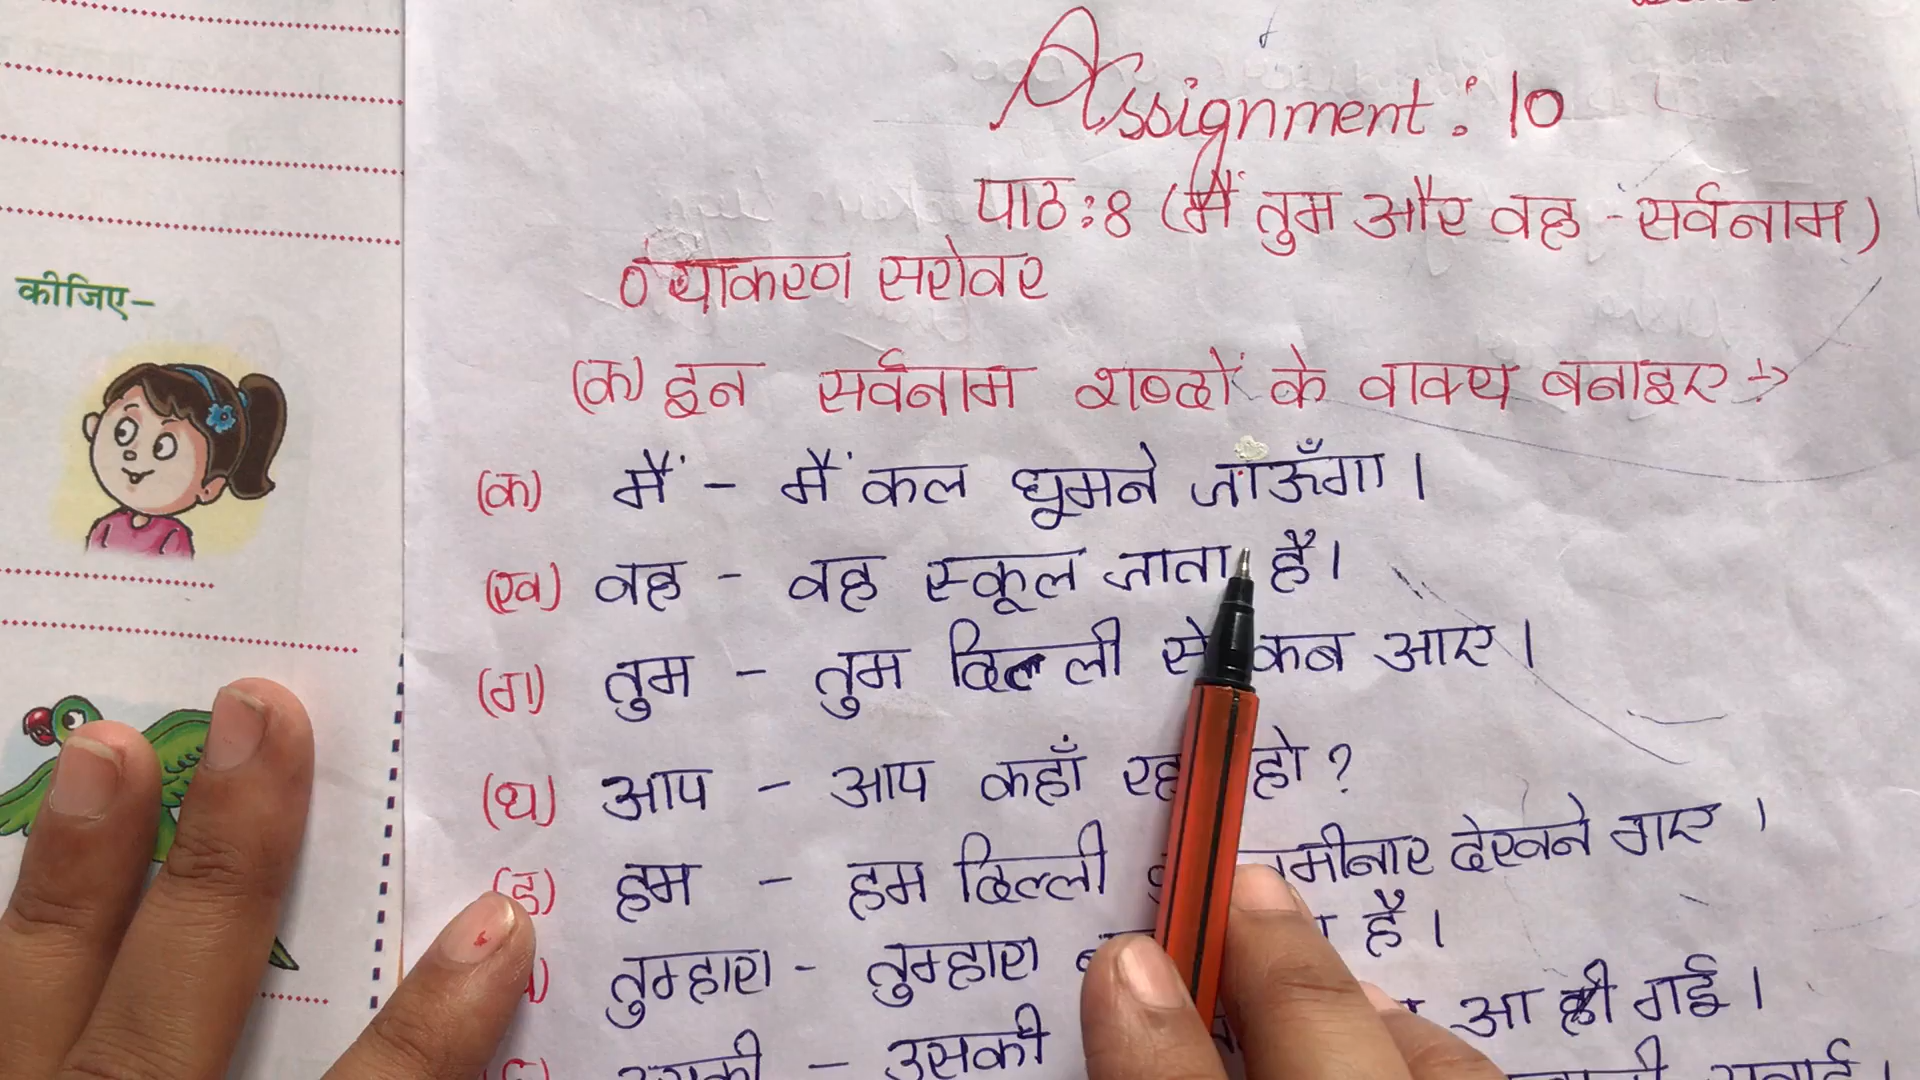 Assignment : 10
पाठ : 8 (मैं तुम और वह - सर्वनाम)
व्याकरण सरोवर
कीजिए–
(क) इन सर्वनाम शब्दों के वाक्य बनाइए →
(क) मैं - मैं कल घूमने जाऊँगा ।
(ख) वह - वह स्कूल जाता है।
(ग) तुम - तुम दिल्ली से कब आए ।
(घ) आप - आप कहाँ हो ?
(ङ) हम - हम दिल्ली देखने गए ।
तुम्हारा - तुम्हारा है ।
उसकी - उसकी आ ही गई ।